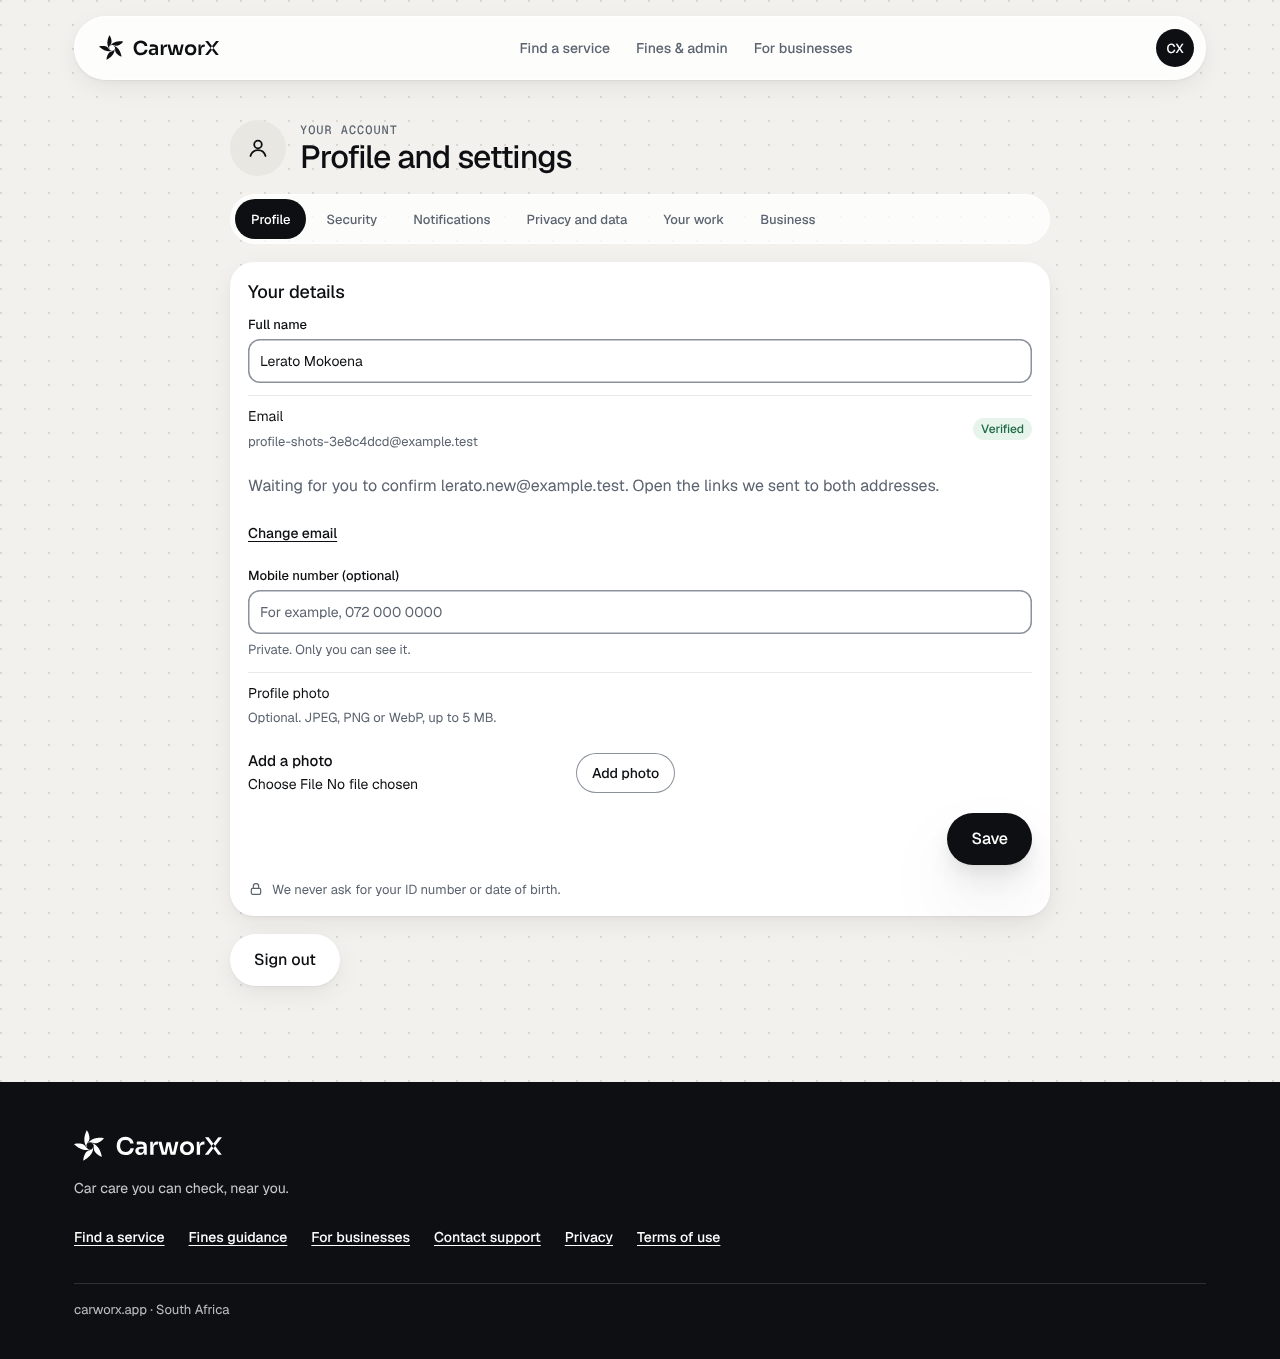 CarworX
Find a service
Fines & admin
For businesses
CX
YOUR ACCOUNT
Profile and settings
Profile
Security
Notifications
Privacy and data
Your work
Business
Your details
Full name
Lerato Mokoena
Email
profile-shots-3e8c4dcd@example.test
Verified
Waiting for you to confirm lerato.new@example.test. Open the links we sent to both addresses.
Change email
Mobile number (optional)
For example, 072 000 0000
Private. Only you can see it.
Profile photo
Optional. JPEG, PNG or WebP, up to 5 MB.
Add a photo
Choose File No file chosen
Add photo
Save
We never ask for your ID number or date of birth.
Sign out
CarworX
Car care you can check, near you.
Find a service
Fines guidance
For businesses
Contact support
Privacy
Terms of use
carworx.app · South Africa